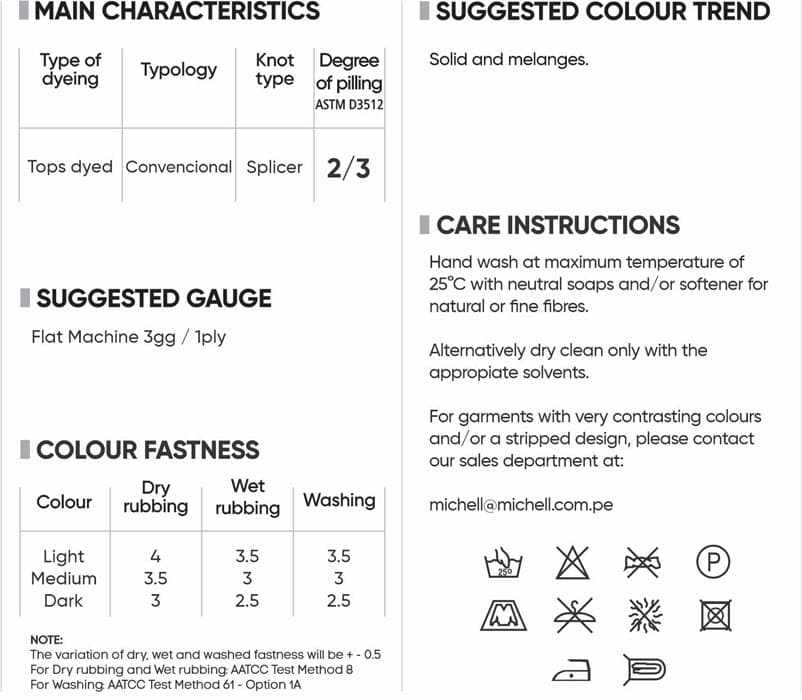 MAIN CHARACTERISTICS
Type of dyeing Typology Knot type Degree of pilling ASTM D3512
Tops dyed Convencional Splicer 2/3
SUGGESTED GAUGE
Flat Machine 3gg / 1ply
COLOUR FASTNESS
Colour Dry rubbing Wet rubbing Washing
Light 4 3.5 3.5
Medium 3.5 3 3
Dark 3 2.5 2.5
NOTE:
The variation of dry, wet and washed fastness will be + - 0.5
For Dry rubbing and Wet rubbing: AATCC Test Method 8
For Washing: AATCC Test Method 61 - Option 1A
SUGGESTED COLOUR TREND
Solid and melanges.
CARE INSTRUCTIONS
Hand wash at maximum temperature of
25°C with neutral soaps and/or softener for
natural or fine fibres.
Alternatively dry clean only with the
appropiate solvents.
For garments with very contrasting colours
and/or a stripped design, please contact
our sales department at:
michell@michell.com.pe
25°
P